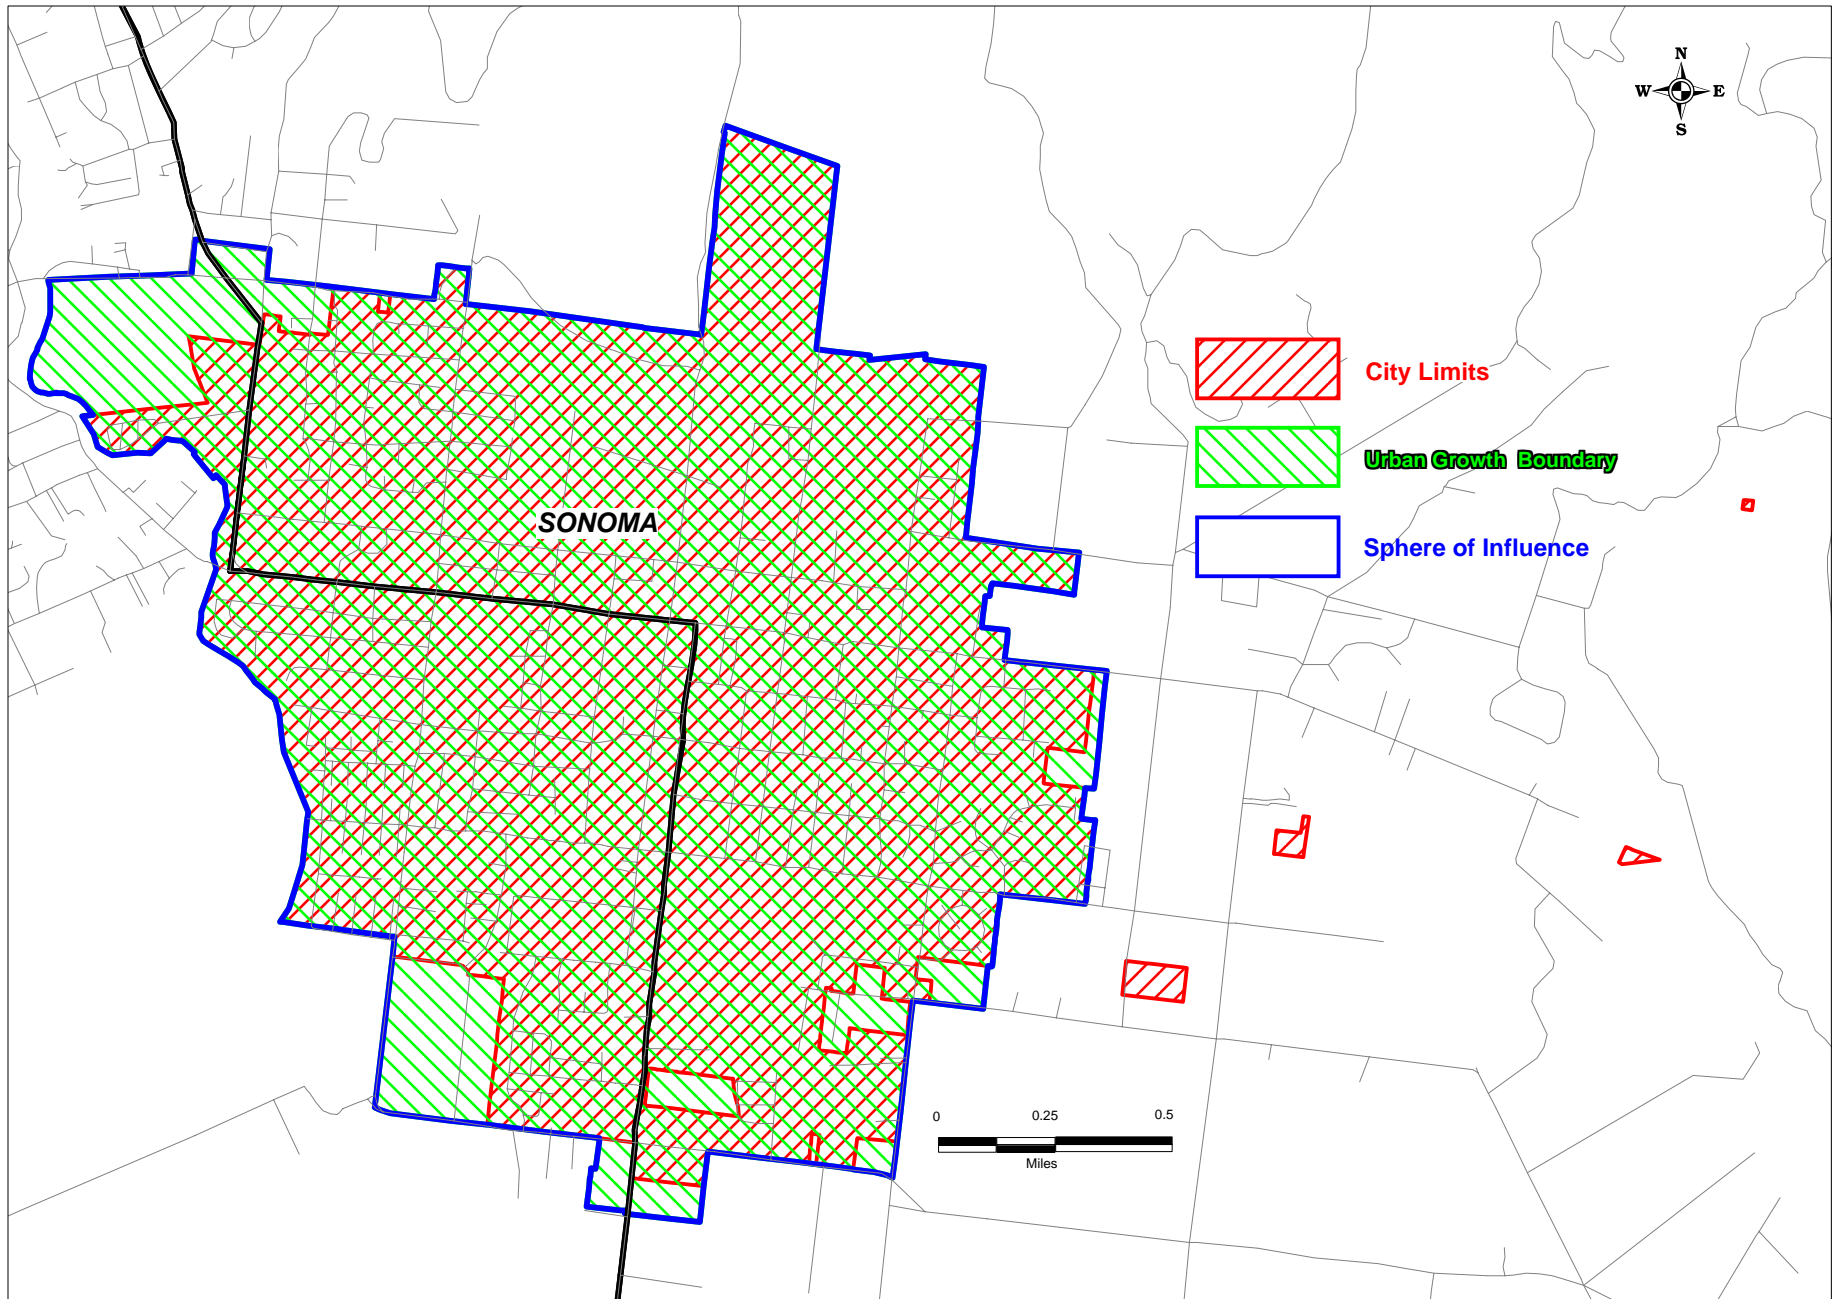 N
W E
S
City Limits
Urban Growth Boundary
SONOMA
Sphere of Influence
0 0.25 0.5
Miles